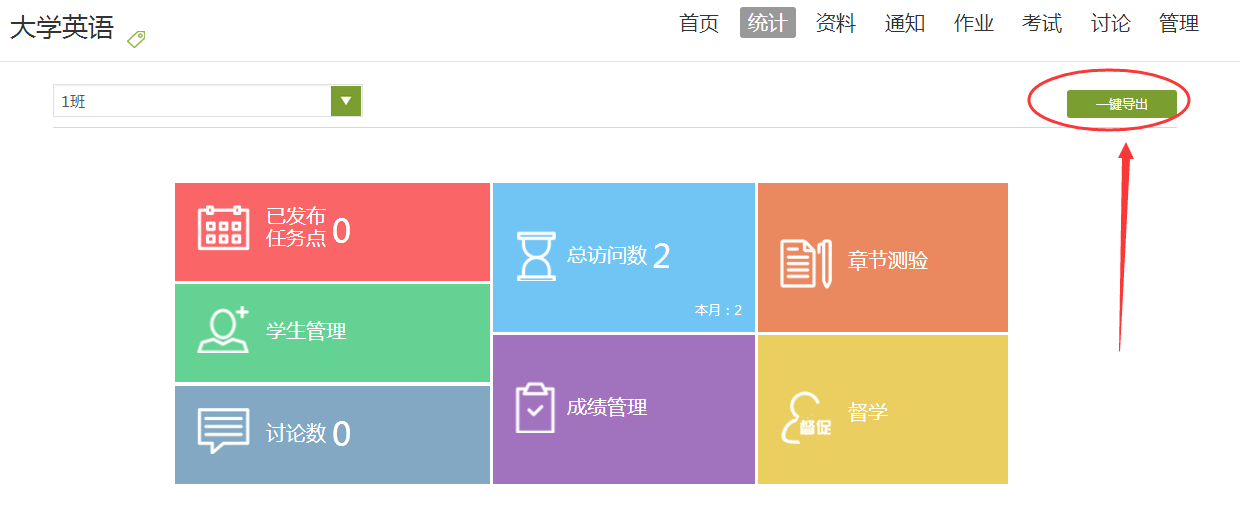 大学英语
首页 统计 资料 通知 作业 考试 讨论 管理
1班
一键导出
已发布
任务点 0
学生管理
讨论数 0
总访问数 2
本月：2
成绩管理
章节测验
督促
督学